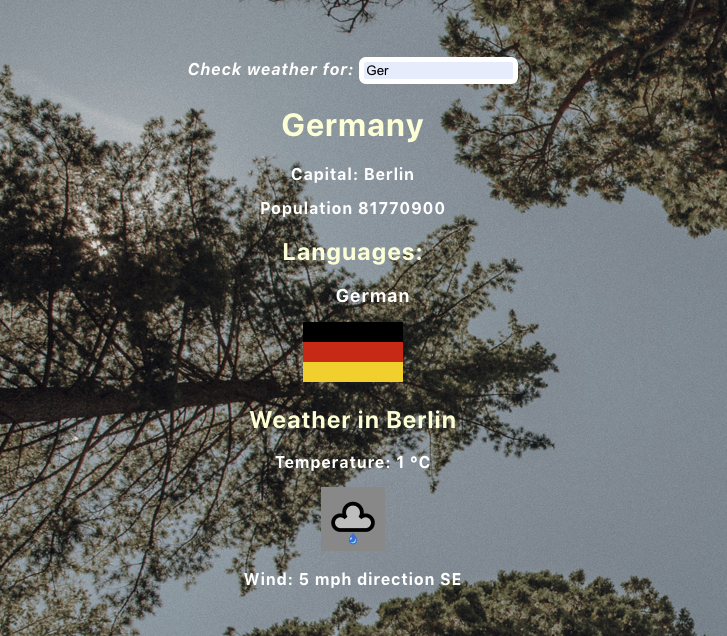 Check weather for: Ger
Germany
Capital: Berlin
Population 81770900
Languages:
German
Weather in Berlin
Temperature: 1 °C
Wind: 5 mph direction SE